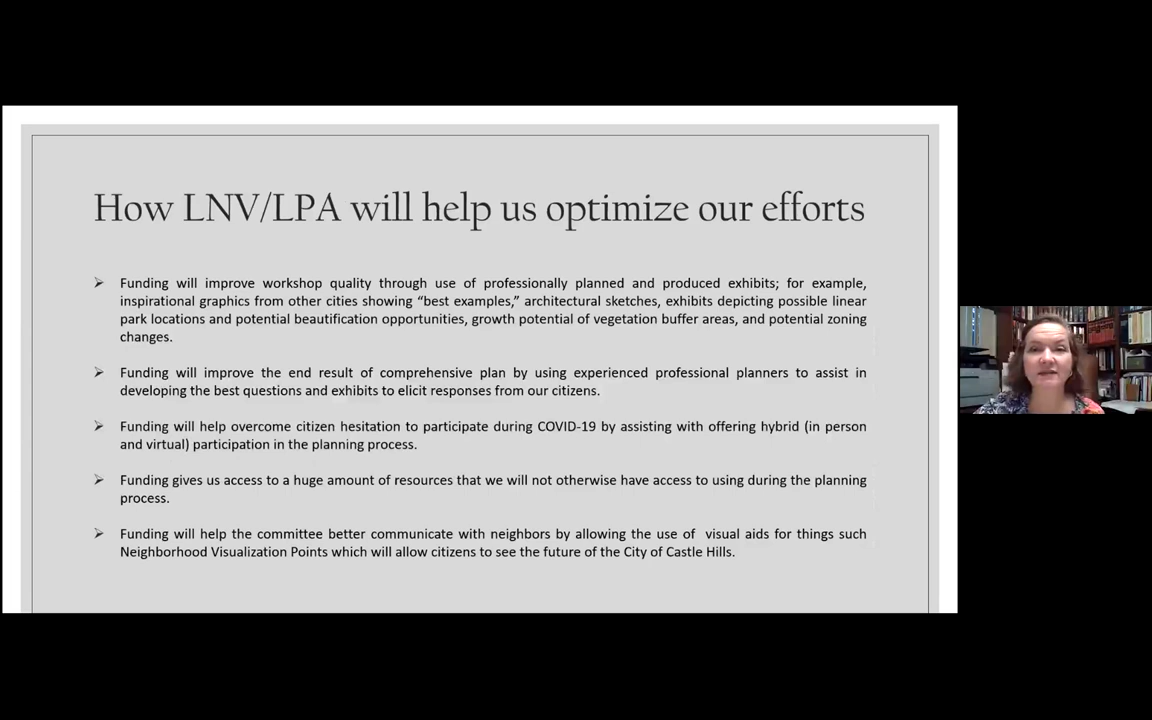 How LNV/LPA will help us optimize our efforts
➢ Funding will improve workshop quality through use of professionally planned and produced exhibits; for example,
inspirational graphics from other cities showing “best examples,” architectural sketches, exhibits depicting possible linear
park locations and potential beautification opportunities, growth potential of vegetation buffer areas, and potential zoning
changes.
➢ Funding will improve the end result of comprehensive plan by using experienced professional planners to assist in
developing the best questions and exhibits to elicit responses from our citizens.
➢ Funding will help overcome citizen hesitation to participate during COVID-19 by assisting with offering hybrid (in person
and virtual) participation in the planning process.
➢ Funding gives us access to a huge amount of resources that we will not otherwise have access to using during the planning
process.
➢ Funding will help the committee better communicate with neighbors by allowing the use of visual aids for things such
Neighborhood Visualization Points which will allow citizens to see the future of the City of Castle Hills.